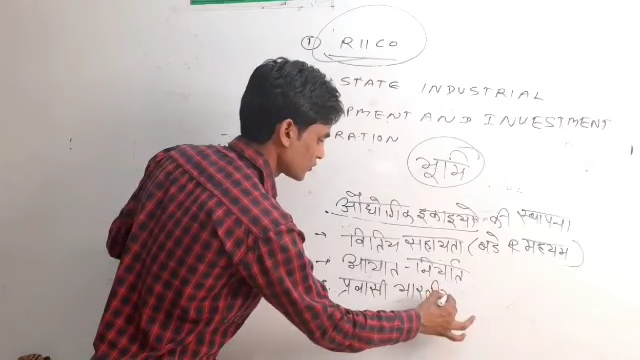 ① RIICO
STATE INDUSTRIAL
PMENT AND INVESTMENT
RATION
भूमि
औद्योगिक इकाइयो की स्थापना
→ वितिय सहायता (बडे & मध्यम)
→ आयात - निर्यात
प्रवासी भारती